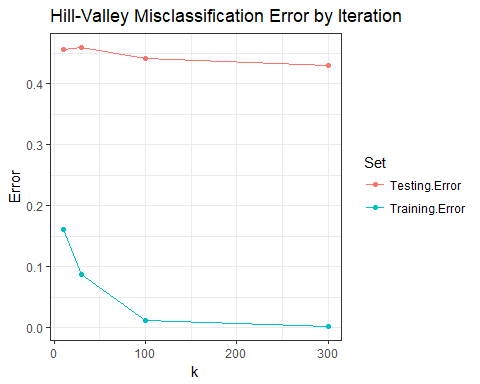 Hill-Valley Misclassification Error by Iteration
Error
0.4
0.3
0.2
0.1
0.0
0
100
200
300
k
Set
Testing.Error
Training.Error